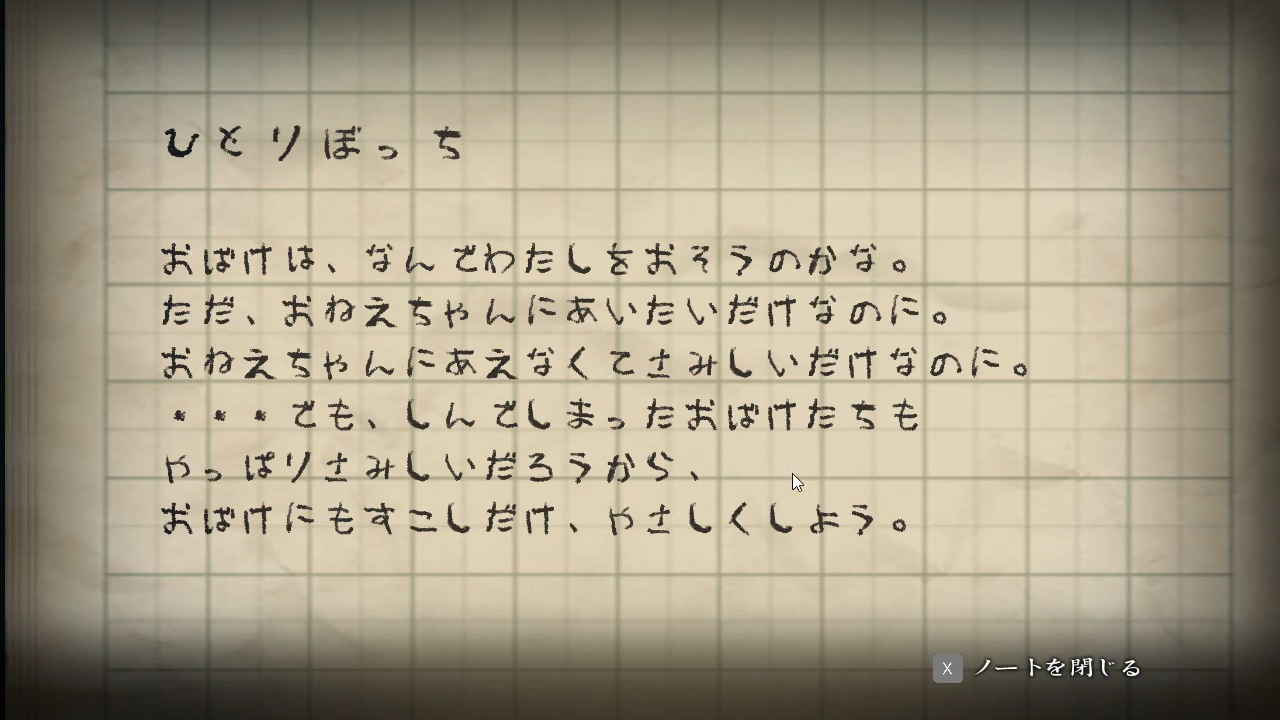 ひとりぼっち
おばけは、なんでわたしをおそうのかな。
ただ、おねえちゃんにあいたいだけなのに。
おねえちゃんにあえなくてさみしいだけなのに。
・・・でも、しんでしまったおばけたちも
やっぱりさみしいだろうから、
おばけにもすこしだけ、やさしくしよう。
X ノートを閉じる